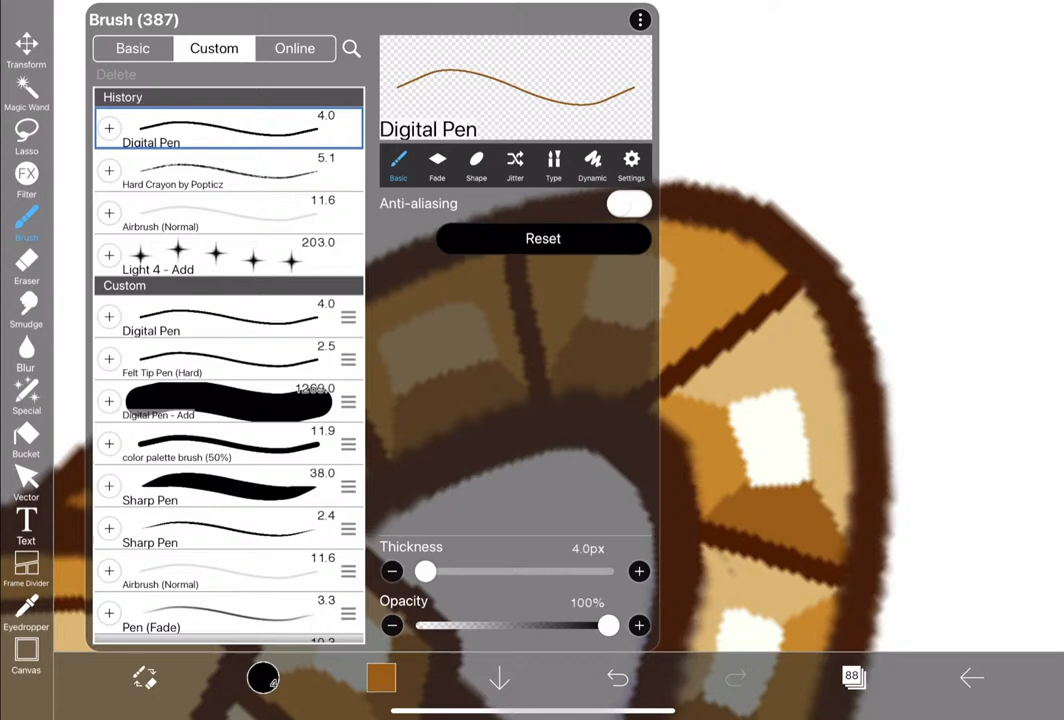 Brush (387)
Basic
Custom
Online
Delete
Transform
Magic Wand
Lasso
FX
Filter
Brush
Eraser
Smudge
Blur
Special
Bucket
Vector
T
Text
Frame Divider
Eyedropper
Canvas
History
4.0
Digital Pen
5.1
Hard Crayon by Popticz
11.6
Airbrush (Normal)
203.0
Light 4 - Add
Custom
4.0
Digital Pen
2.5
Felt Tip Pen (Hard)
Digital Pen - Add
11.9
color palette brush (50%)
38.0
Sharp Pen
2.4
Sharp Pen
11.6
Airbrush (Normal)
3.3
Pen (Fade)
Digital Pen
Basic
Fade
Shape
Jitter
Type
Dynamic
Settings
Anti-aliasing
Reset
Thickness
4.0px
Opacity
100%
88